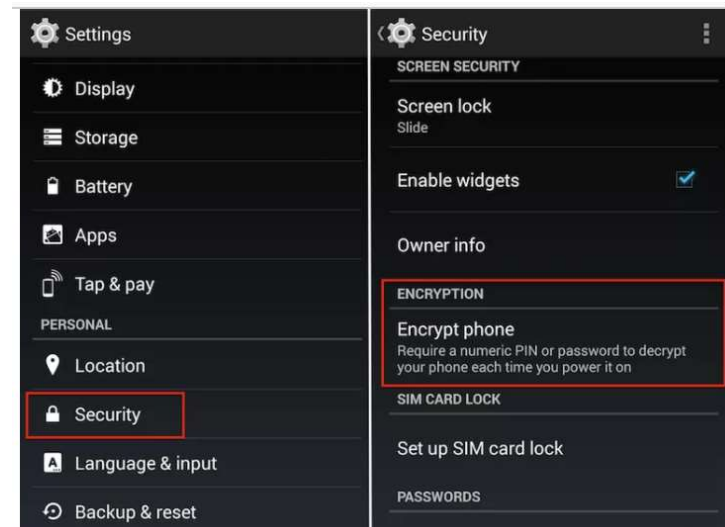 Settings
Display
Storage
Battery
Apps
Tap & pay
PERSONAL
Location
Security
Language & input
Backup & reset
Security
SCREEN SECURITY
Screen lock
Slide
Enable widgets
Owner info
ENCRYPTION
Encrypt phone
Require a numeric PIN or password to decrypt
your phone each time you power it on
SIM CARD LOCK
Set up SIM card lock
PASSWORDS